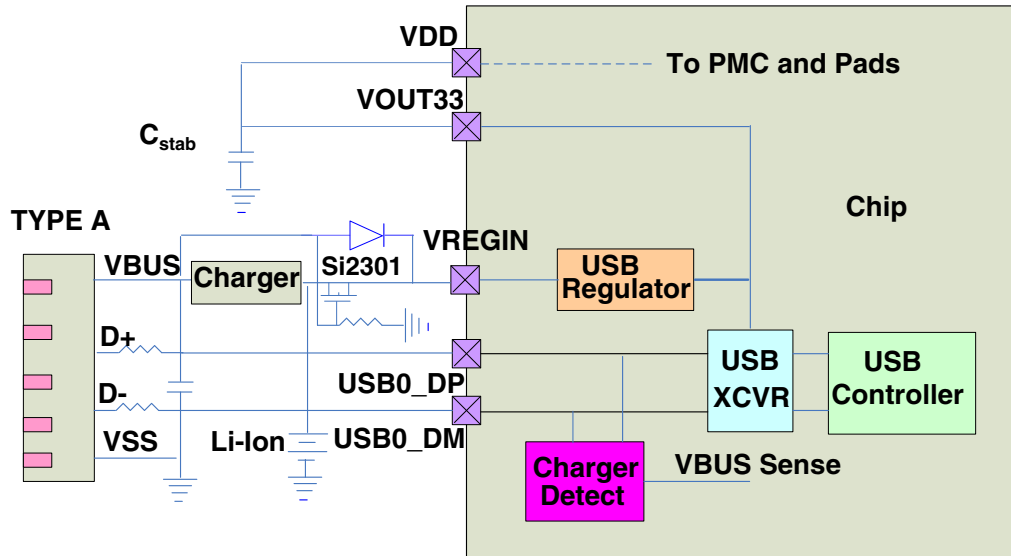 VDD
To PMC and Pads
VOUT33
C_stab
Chip
TYPE A
VREGIN
VBUS
Charger
Si2301
USB
Regulator
D+
USB
XCVR
USB
Controller
D-
USB0_DP
VSS
Li-Ion
USB0_DM
Charger
Detect
VBUS Sense